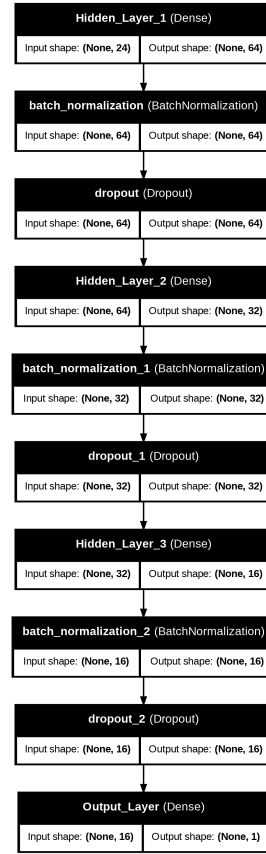 Hidden_Layer_1 (Dense)
Input shape: (None, 24) Output shape: (None, 64)
batch_normalization (BatchNormalization)
Input shape: (None, 64) Output shape: (None, 64)
dropout (Dropout)
Input shape: (None, 64) Output shape: (None, 64)
Hidden_Layer_2 (Dense)
Input shape: (None, 64) Output shape: (None, 32)
batch_normalization_1 (BatchNormalization)
Input shape: (None, 32) Output shape: (None, 32)
dropout_1 (Dropout)
Input shape: (None, 32) Output shape: (None, 32)
Hidden_Layer_3 (Dense)
Input shape: (None, 32) Output shape: (None, 16)
batch_normalization_2 (BatchNormalization)
Input shape: (None, 16) Output shape: (None, 16)
dropout_2 (Dropout)
Input shape: (None, 16) Output shape: (None, 16)
Output_Layer (Dense)
Input shape: (None, 16) Output shape: (None, 1)